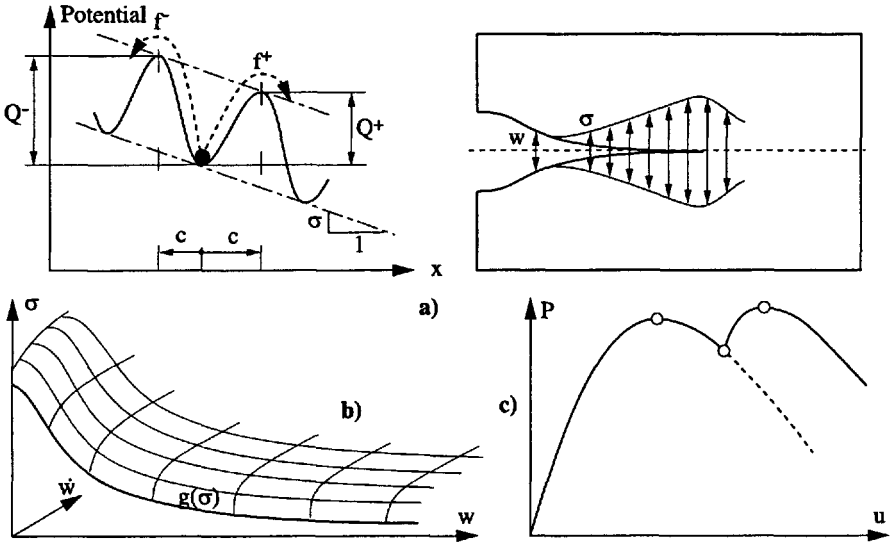 Potential
f⁻
f⁺
Q⁻
Q⁺
σ
1
c c
x
σ
w
a)
σ
b)
ẇ
g(σ)
w
P
c)
u